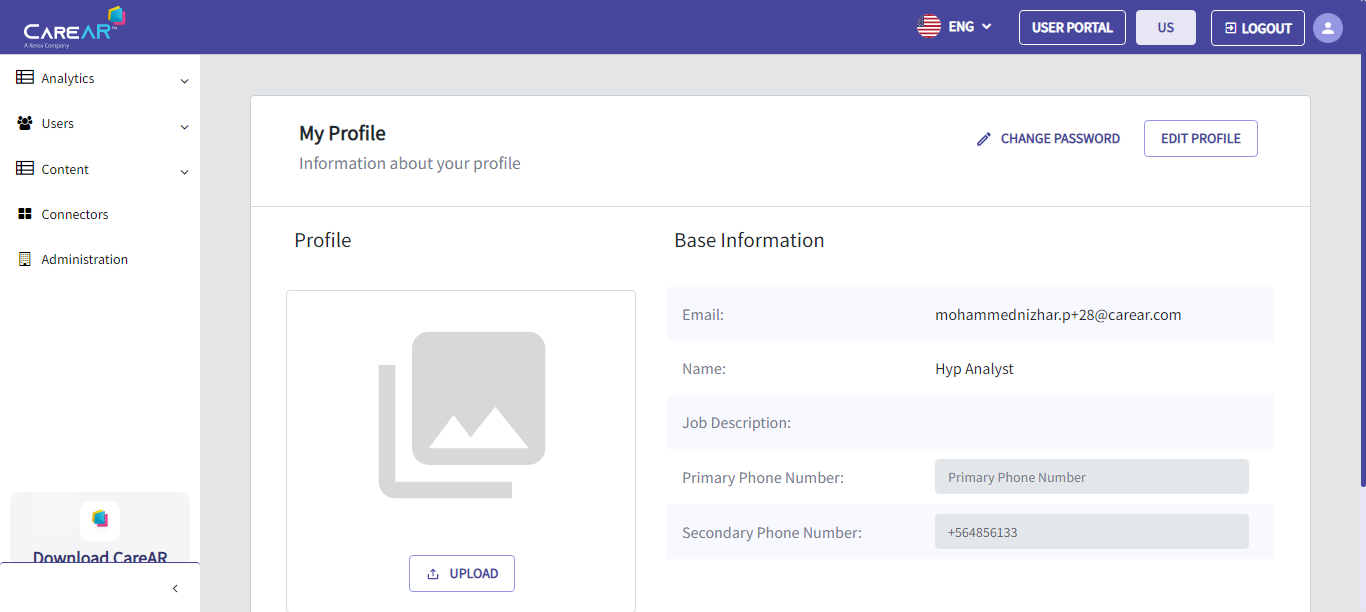 CAREAR™
A Xerox Company
ENG
USER PORTAL
US
LOGOUT
Analytics
Users
Content
Connectors
Administration
Download CareAR
My Profile
Information about your profile
CHANGE PASSWORD
EDIT PROFILE
Profile
UPLOAD
Base Information
Email: mohammednizhar.p+28@carear.com
Name: Hyp Analyst
Job Description:
Primary Phone Number: Primary Phone Number
Secondary Phone Number: +564856133